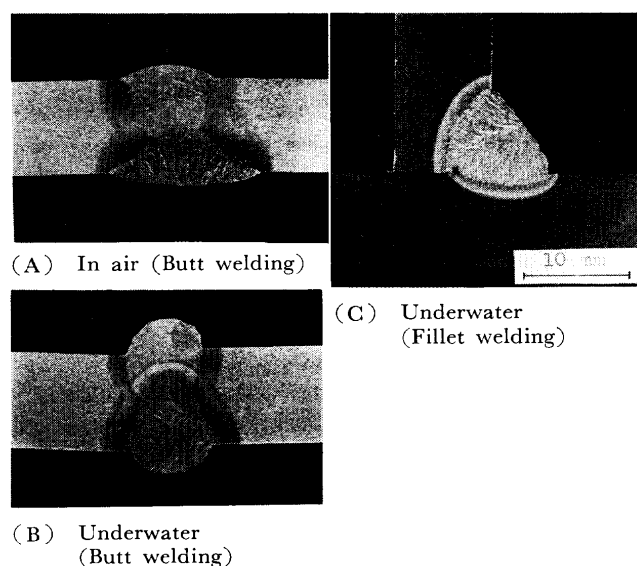 (A) In air (Butt welding)
10 mm
(C) Underwater
(Fillet welding)
(B) Underwater
(Butt welding)